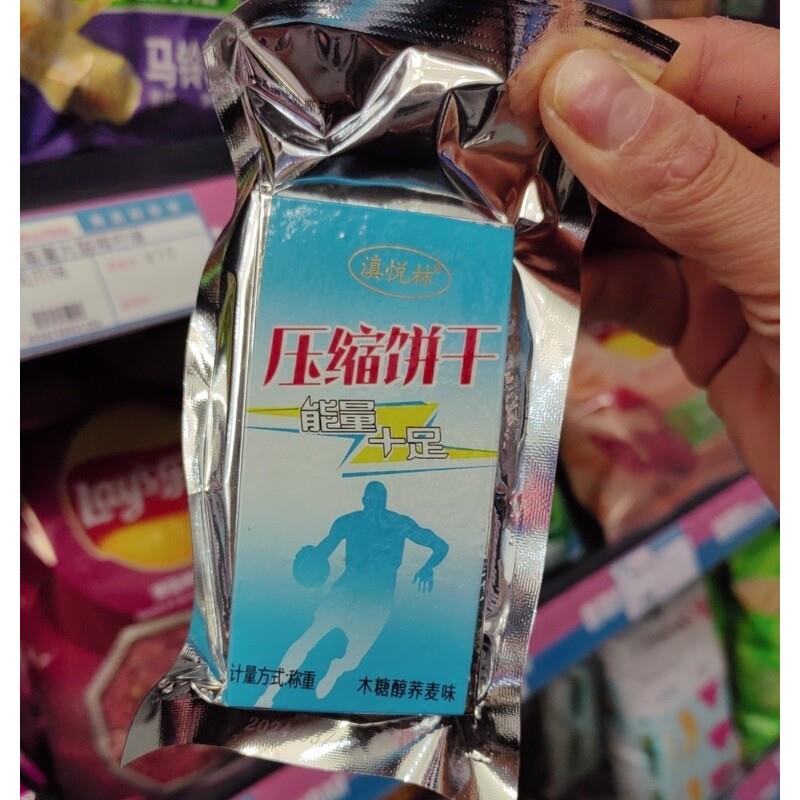 马铃
滇悦林®
压缩饼干
能量
十足
计量方式:称重
木糖醇荞麦味
Lay's